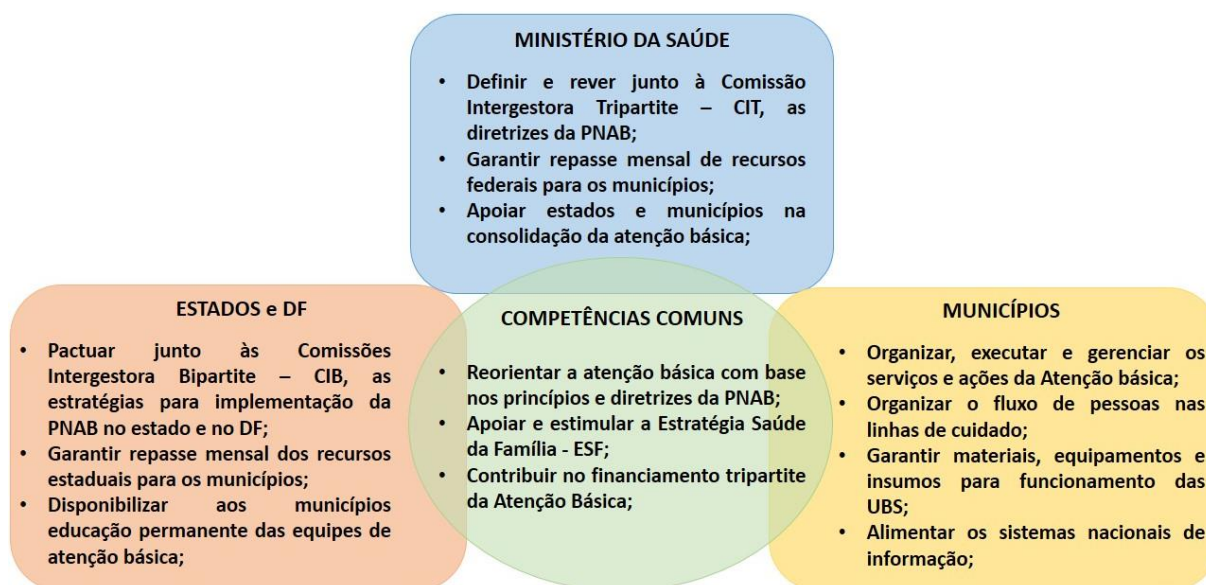 MINISTÉRIO DA SAÚDE
• Definir e rever junto à Comissão
Intergestora Tripartite – CIT, as
diretrizes da PNAB;
• Garantir repasse mensal de recursos
federais para os municípios;
• Apoiar estados e municípios na
consolidação da atenção básica;
ESTADOS e DF
• Pactuar junto às Comissões
Intergestora Bipartite – CIB, as
estratégias para implementação da
PNAB no estado e no DF;
• Garantir repasse mensal dos recursos
estaduais para os municípios;
• Disponibilizar aos municípios
educação permanente das equipes de
atenção básica;
COMPETÊNCIAS COMUNS
• Reorientar a atenção básica com base
nos princípios e diretrizes da PNAB;
• Apoiar e estimular a Estratégia Saúde
da Família - ESF;
• Contribuir no financiamento tripartite
da Atenção Básica;
MUNICÍPIOS
• Organizar, executar e gerenciar os
serviços e ações da Atenção básica;
• Organizar o fluxo de pessoas nas
linhas de cuidado;
• Garantir materiais, equipamentos e
insumos para funcionamento das
UBS;
• Alimentar os sistemas nacionais de
informação;